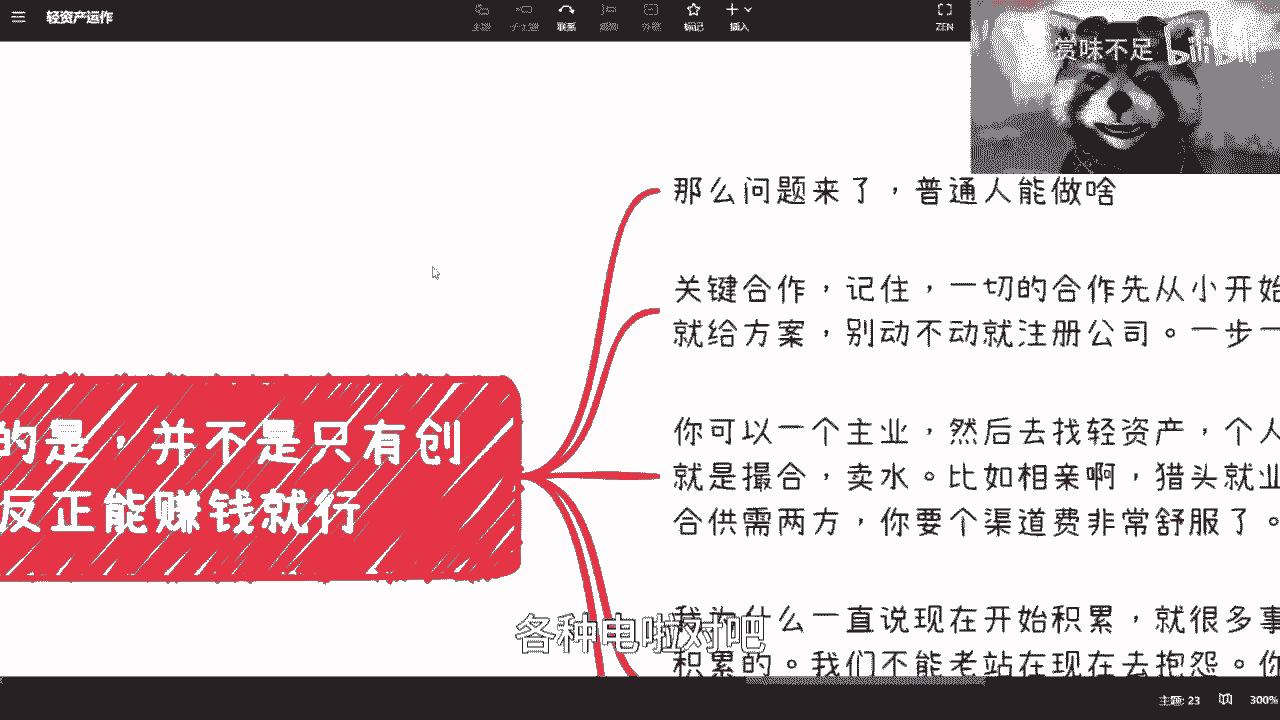 轻资产运作
主题
子主题
联系
概要
外框
标记
插入
ZEN
赏味不足 bilibili
那么问题来了，普通人能做啥
关键合作，记住，一切的合作先从小开始
就给方案，别动不动就注册公司。一步一
的是，并不是只有创
反正能赚钱就行
你可以一个主业，然后去找轻资产，个人
就是撮合，卖水。比如相亲啊，猎头就业
合供需两方，你要个渠道费非常舒服了。
我为什么一直说现在开始积累，就很多事
积累的。我们不能老站在现在去抱怨。你
各种电啦对吧
主题: 23
300%